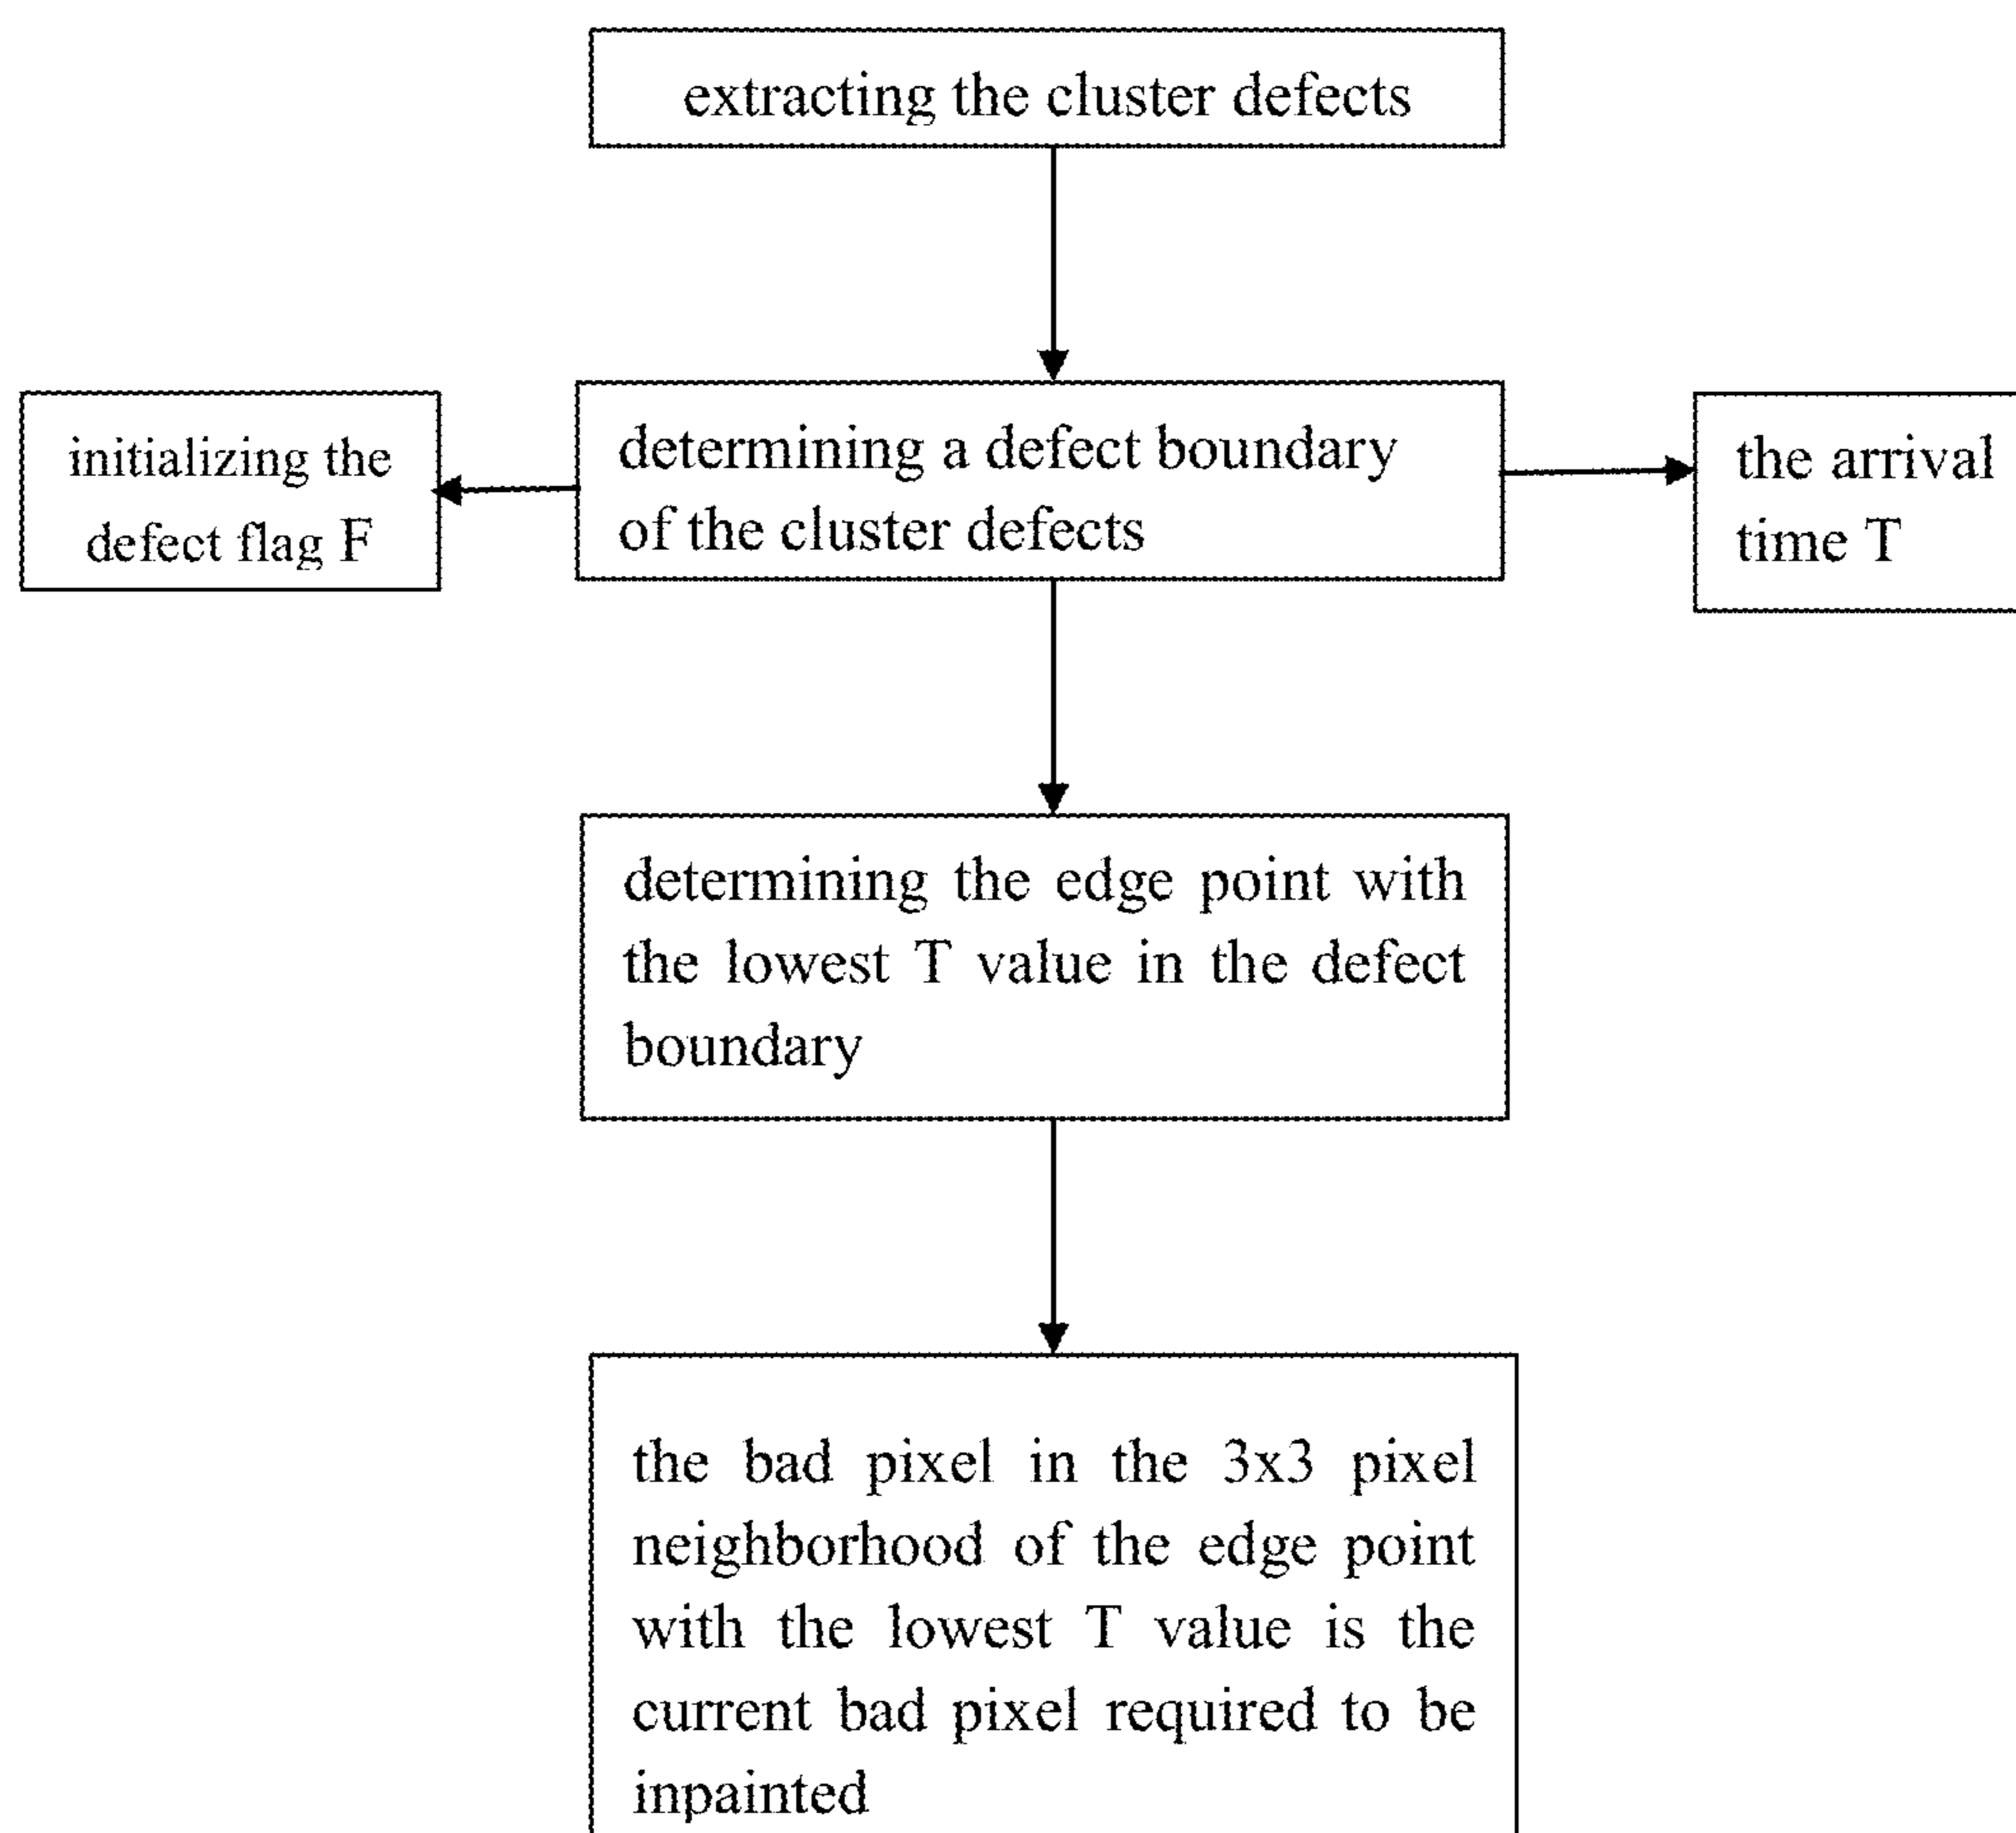 extracting the cluster defects
initializing the
defect flag F
determining a defect boundary
of the cluster defects
the arrival
time T
determining the edge point with
the lowest T value in the defect
boundary
the bad pixel in the 3x3 pixel
neighborhood of the edge point
with the lowest T value is the
current bad pixel required to be
inpainted